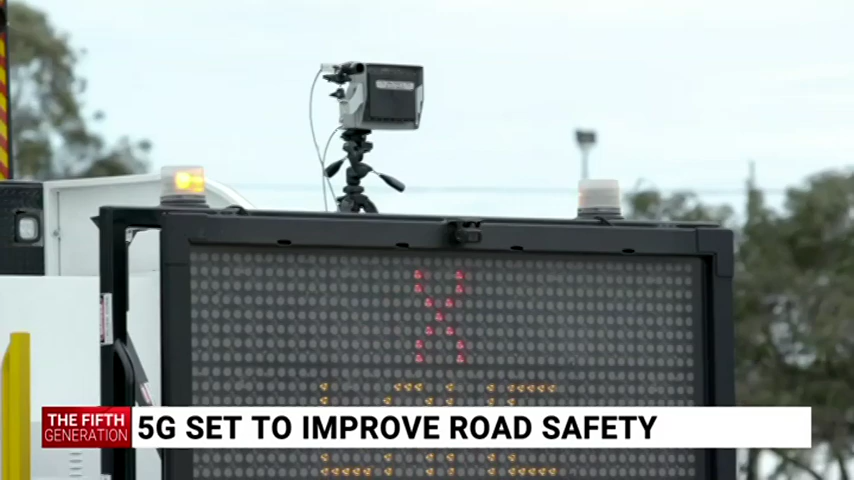 X
THE FIFTH
GENERATION
5G SET TO IMPROVE ROAD SAFETY